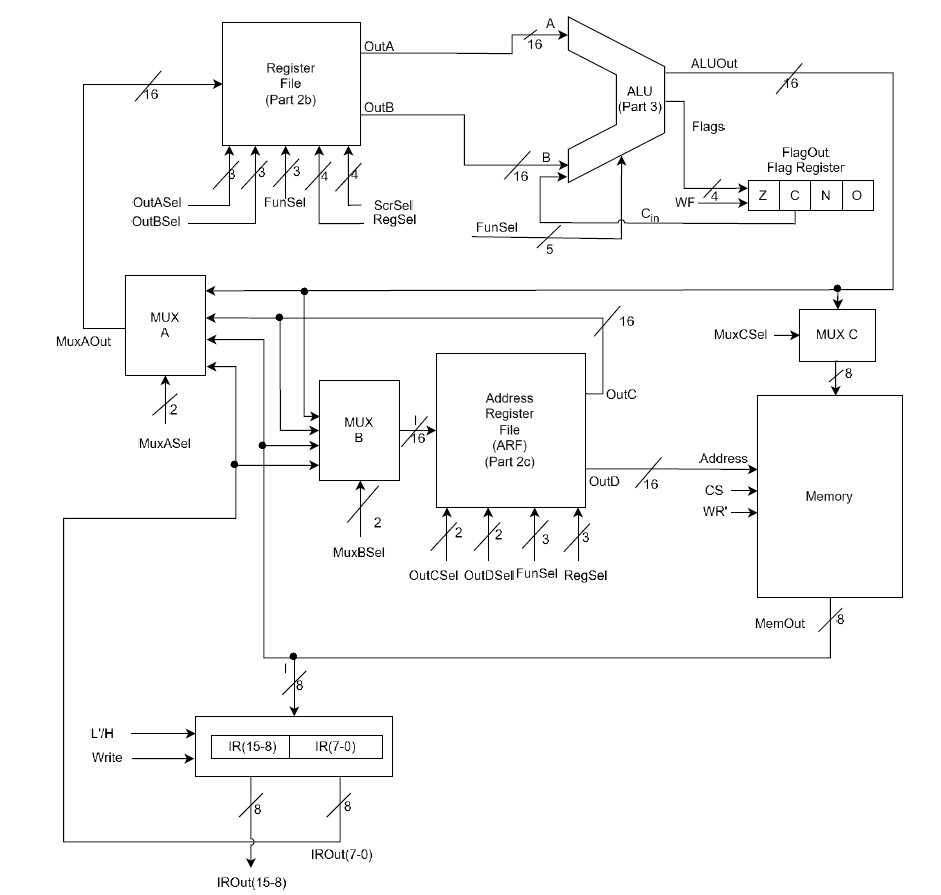 Register
File
(Part 2b)
OutA
OutB
16
3
3
3
4
4
OutASel
OutBSel
FunSel
ScrSel
RegSel
A
16
B
16
ALU
(Part 3)
ALUOut
16
Flags
FlagOut
Flag Register
4
WF
Z C N O
Cin
FunSel
5
MUX
A
MuxAOut
2
MuxASel
16
MuxCSel
MUX C
8
MUX
B
I
16
2
MuxBSel
Address
Register
File
(ARF)
(Part 2c)
OutC
OutD
16
2
2
3
3
OutCSel
OutDSel
FunSel
RegSel
Address
CS
WR'
Memory
MemOut
8
I
8
L'/H
Write
IR(15-8)
IR(7-0)
8
8
IROut(7-0)
IROut(15-8)